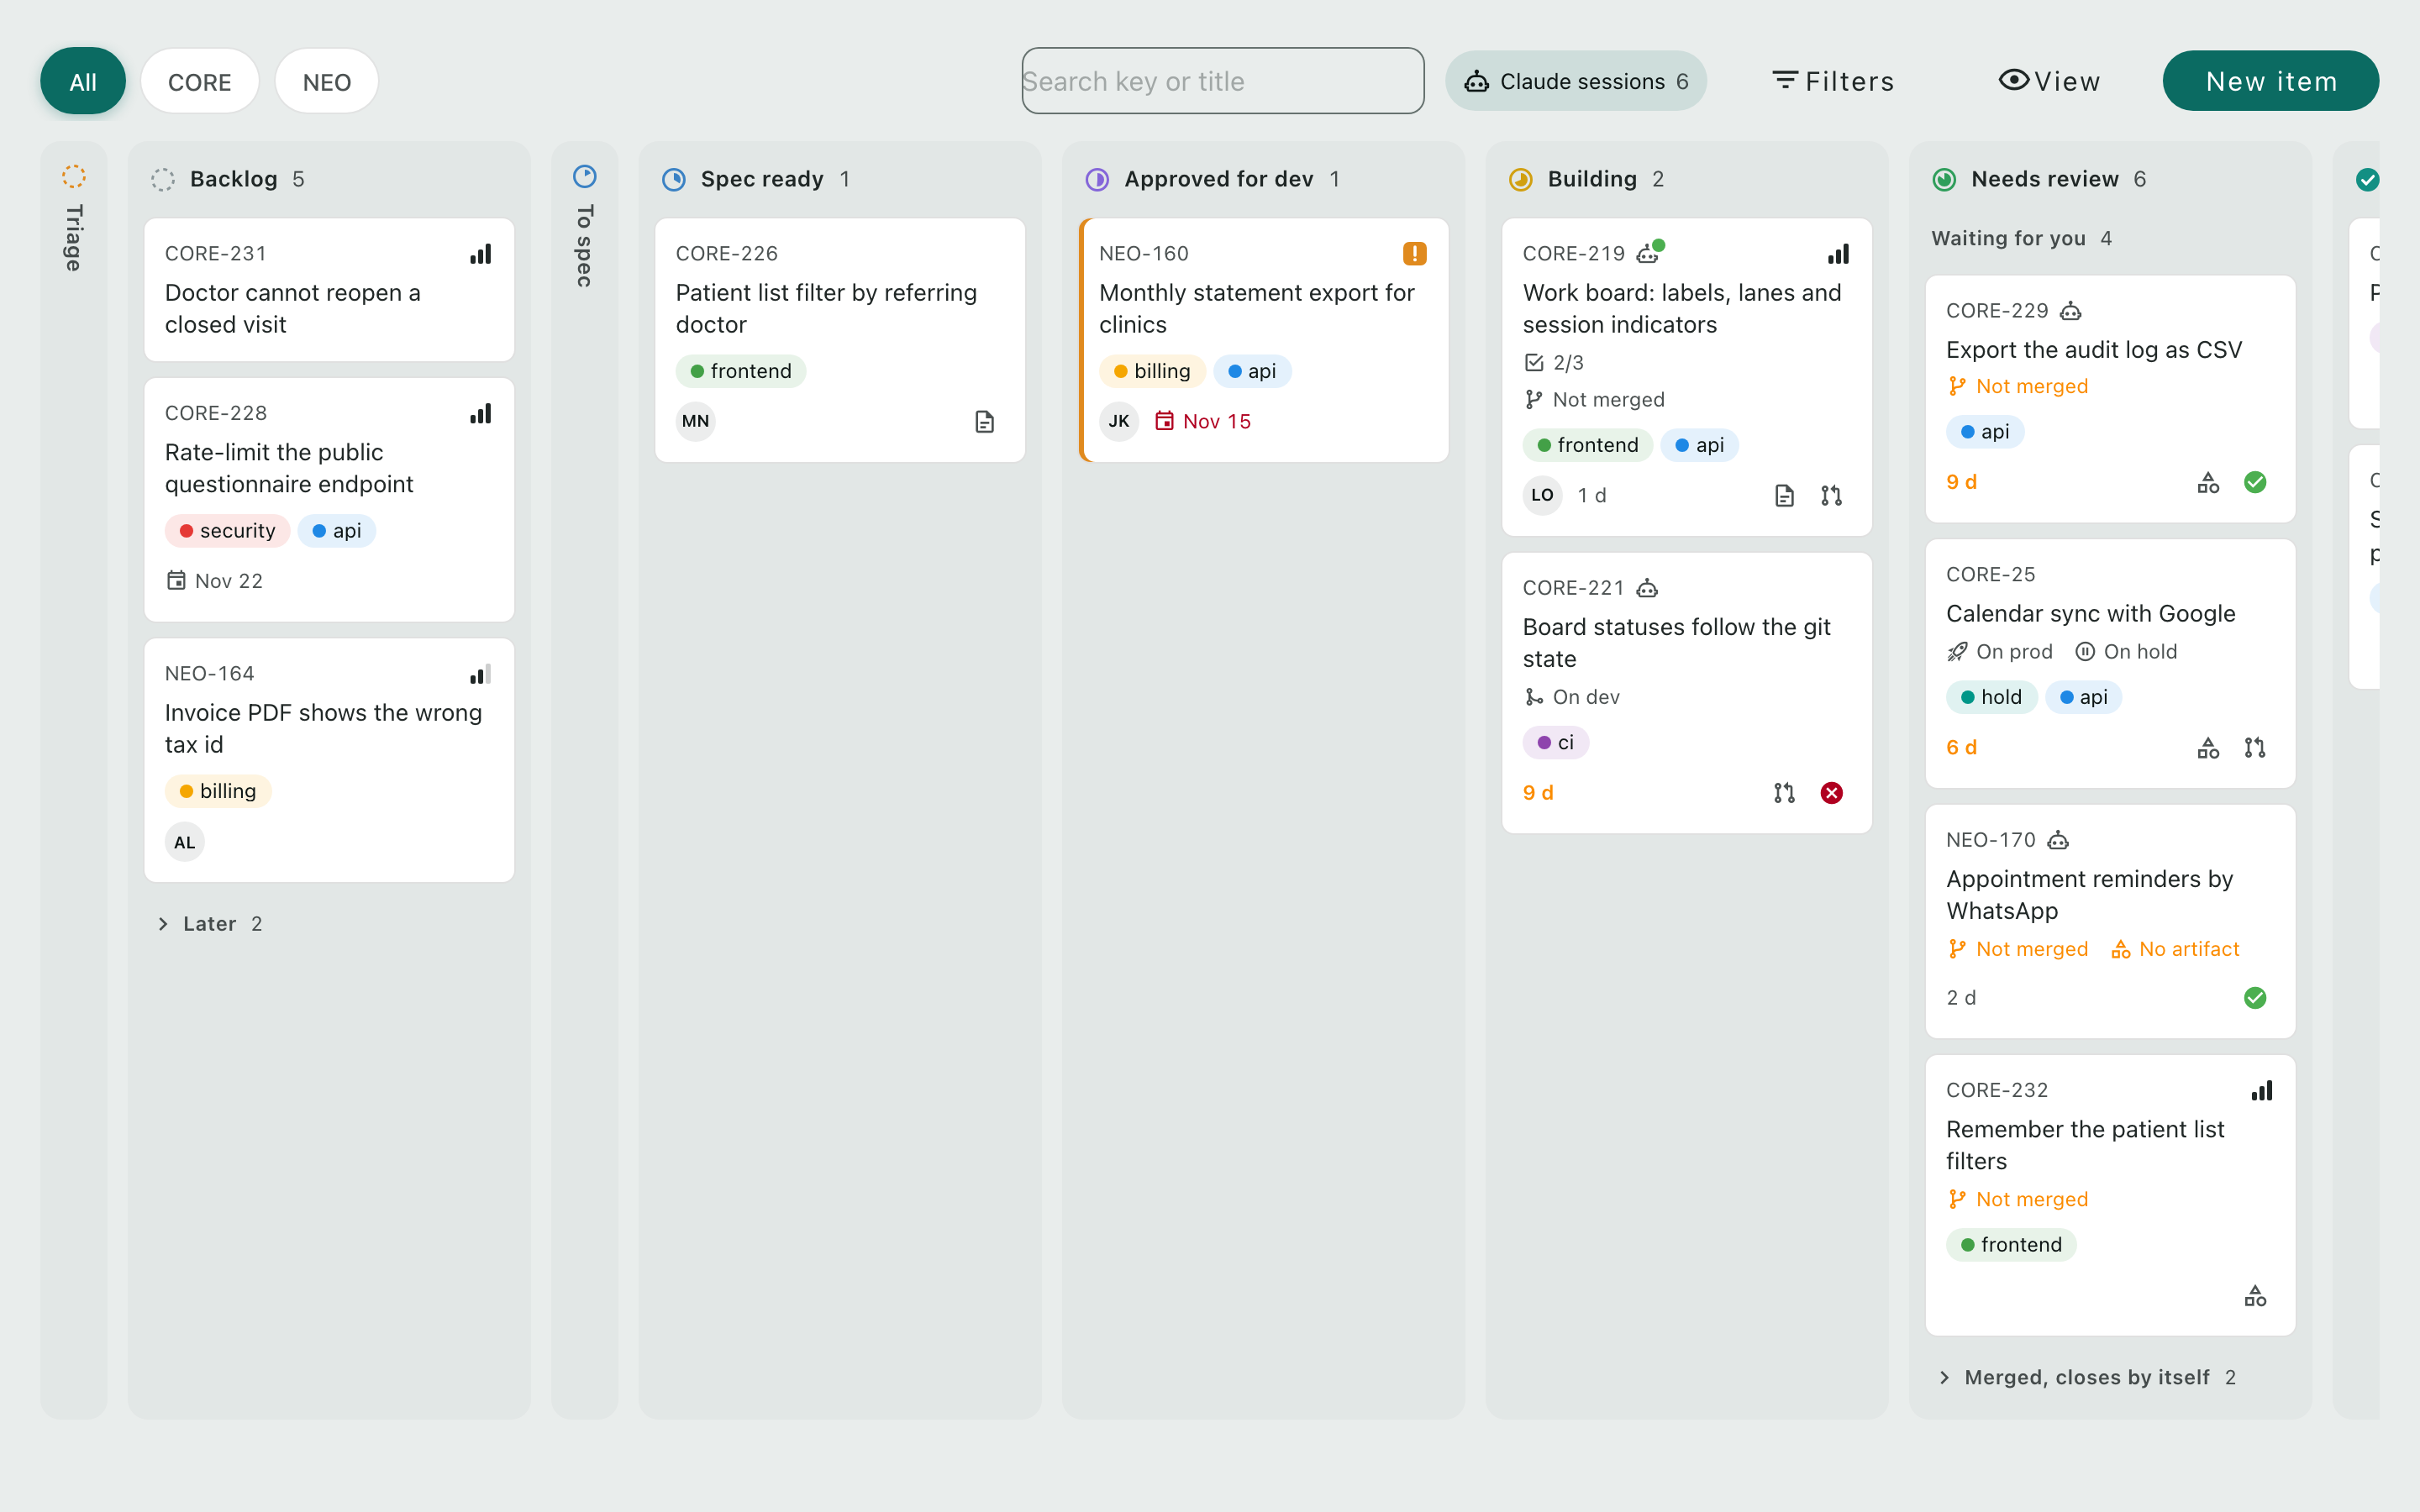 All
CORE
NEO
Search key or title
Claude sessions 6
Filters
View
New item
Triage
Backlog 5
CORE-231
Doctor cannot reopen a
closed visit
CORE-228
Rate-limit the public
questionnaire endpoint
security
api
Nov 22
NEO-164
Invoice PDF shows the wrong
tax id
billing
AL
Later 2
To spec
Spec ready 1
CORE-226
Patient list filter by referring
doctor
frontend
MN
Approved for dev 1
NEO-160
Monthly statement export for
clinics
billing
api
JK
Nov 15
Building 2
CORE-219
Work board: labels, lanes and
session indicators
2/3
Not merged
frontend
api
LO
1 d
CORE-221
Board statuses follow the git
state
On dev
ci
9 d
Needs review 6
Waiting for you 4
CORE-229
Export the audit log as CSV
Not merged
api
9 d
CORE-25
Calendar sync with Google
On prod
On hold
hold
api
6 d
NEO-170
Appointment reminders by
WhatsApp
Not merged
No artifact
2 d
CORE-232
Remember the patient list
filters
Not merged
frontend
Merged, closes by itself 2